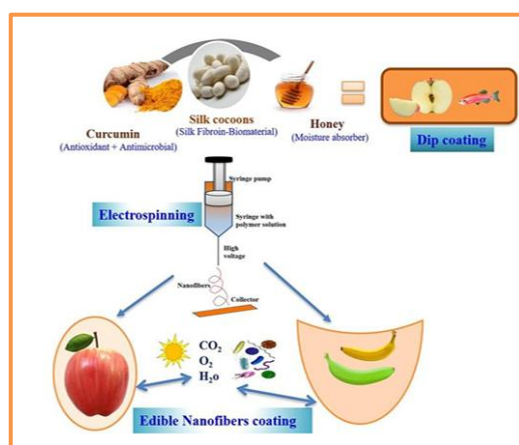 Curcumin
(Antioxidant + Antimicrobial)
Silk cocoons
(Silk Fibroin-Biomaterial)
Honey
(Moisture absorber)
Dip coating
Electrospinning
Syringe pump
Syringe with
polymer solution
High
voltage
Nanofibers
Collector
CO2
O2
H2o
Edible Nanofibers coating